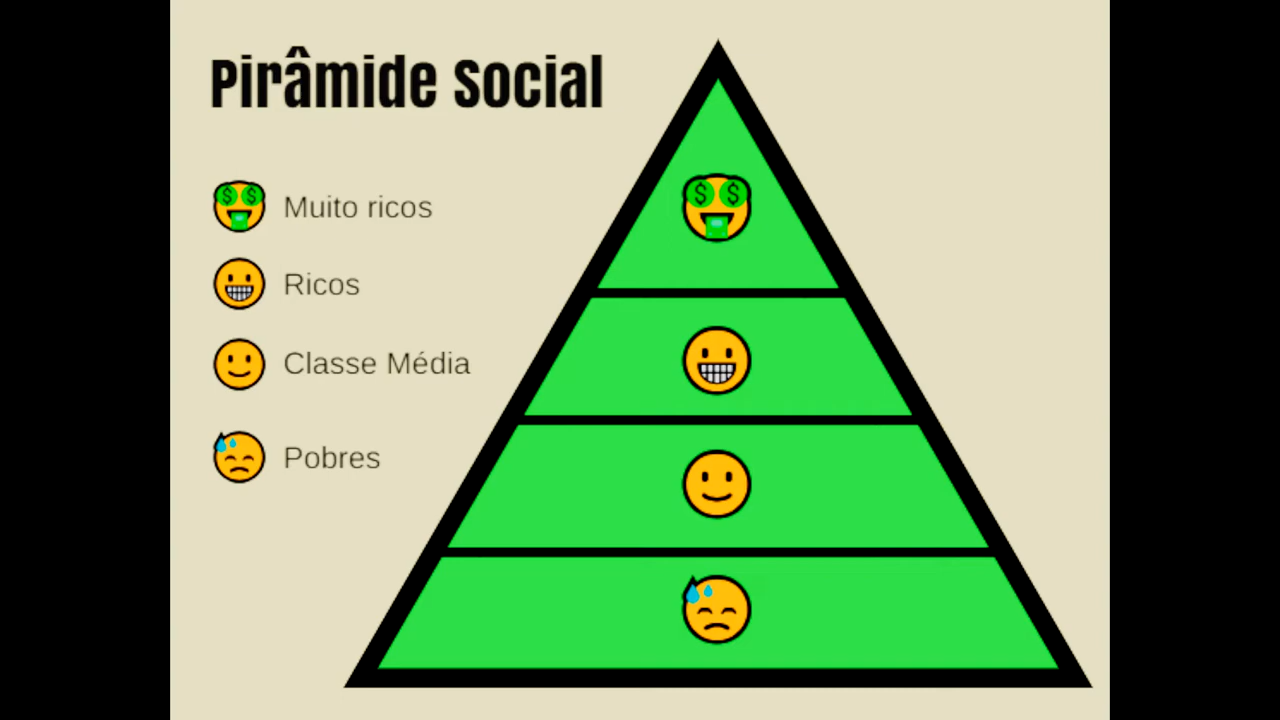 Pirâmide Social
Muito ricos
Ricos
Classe Média
Pobres